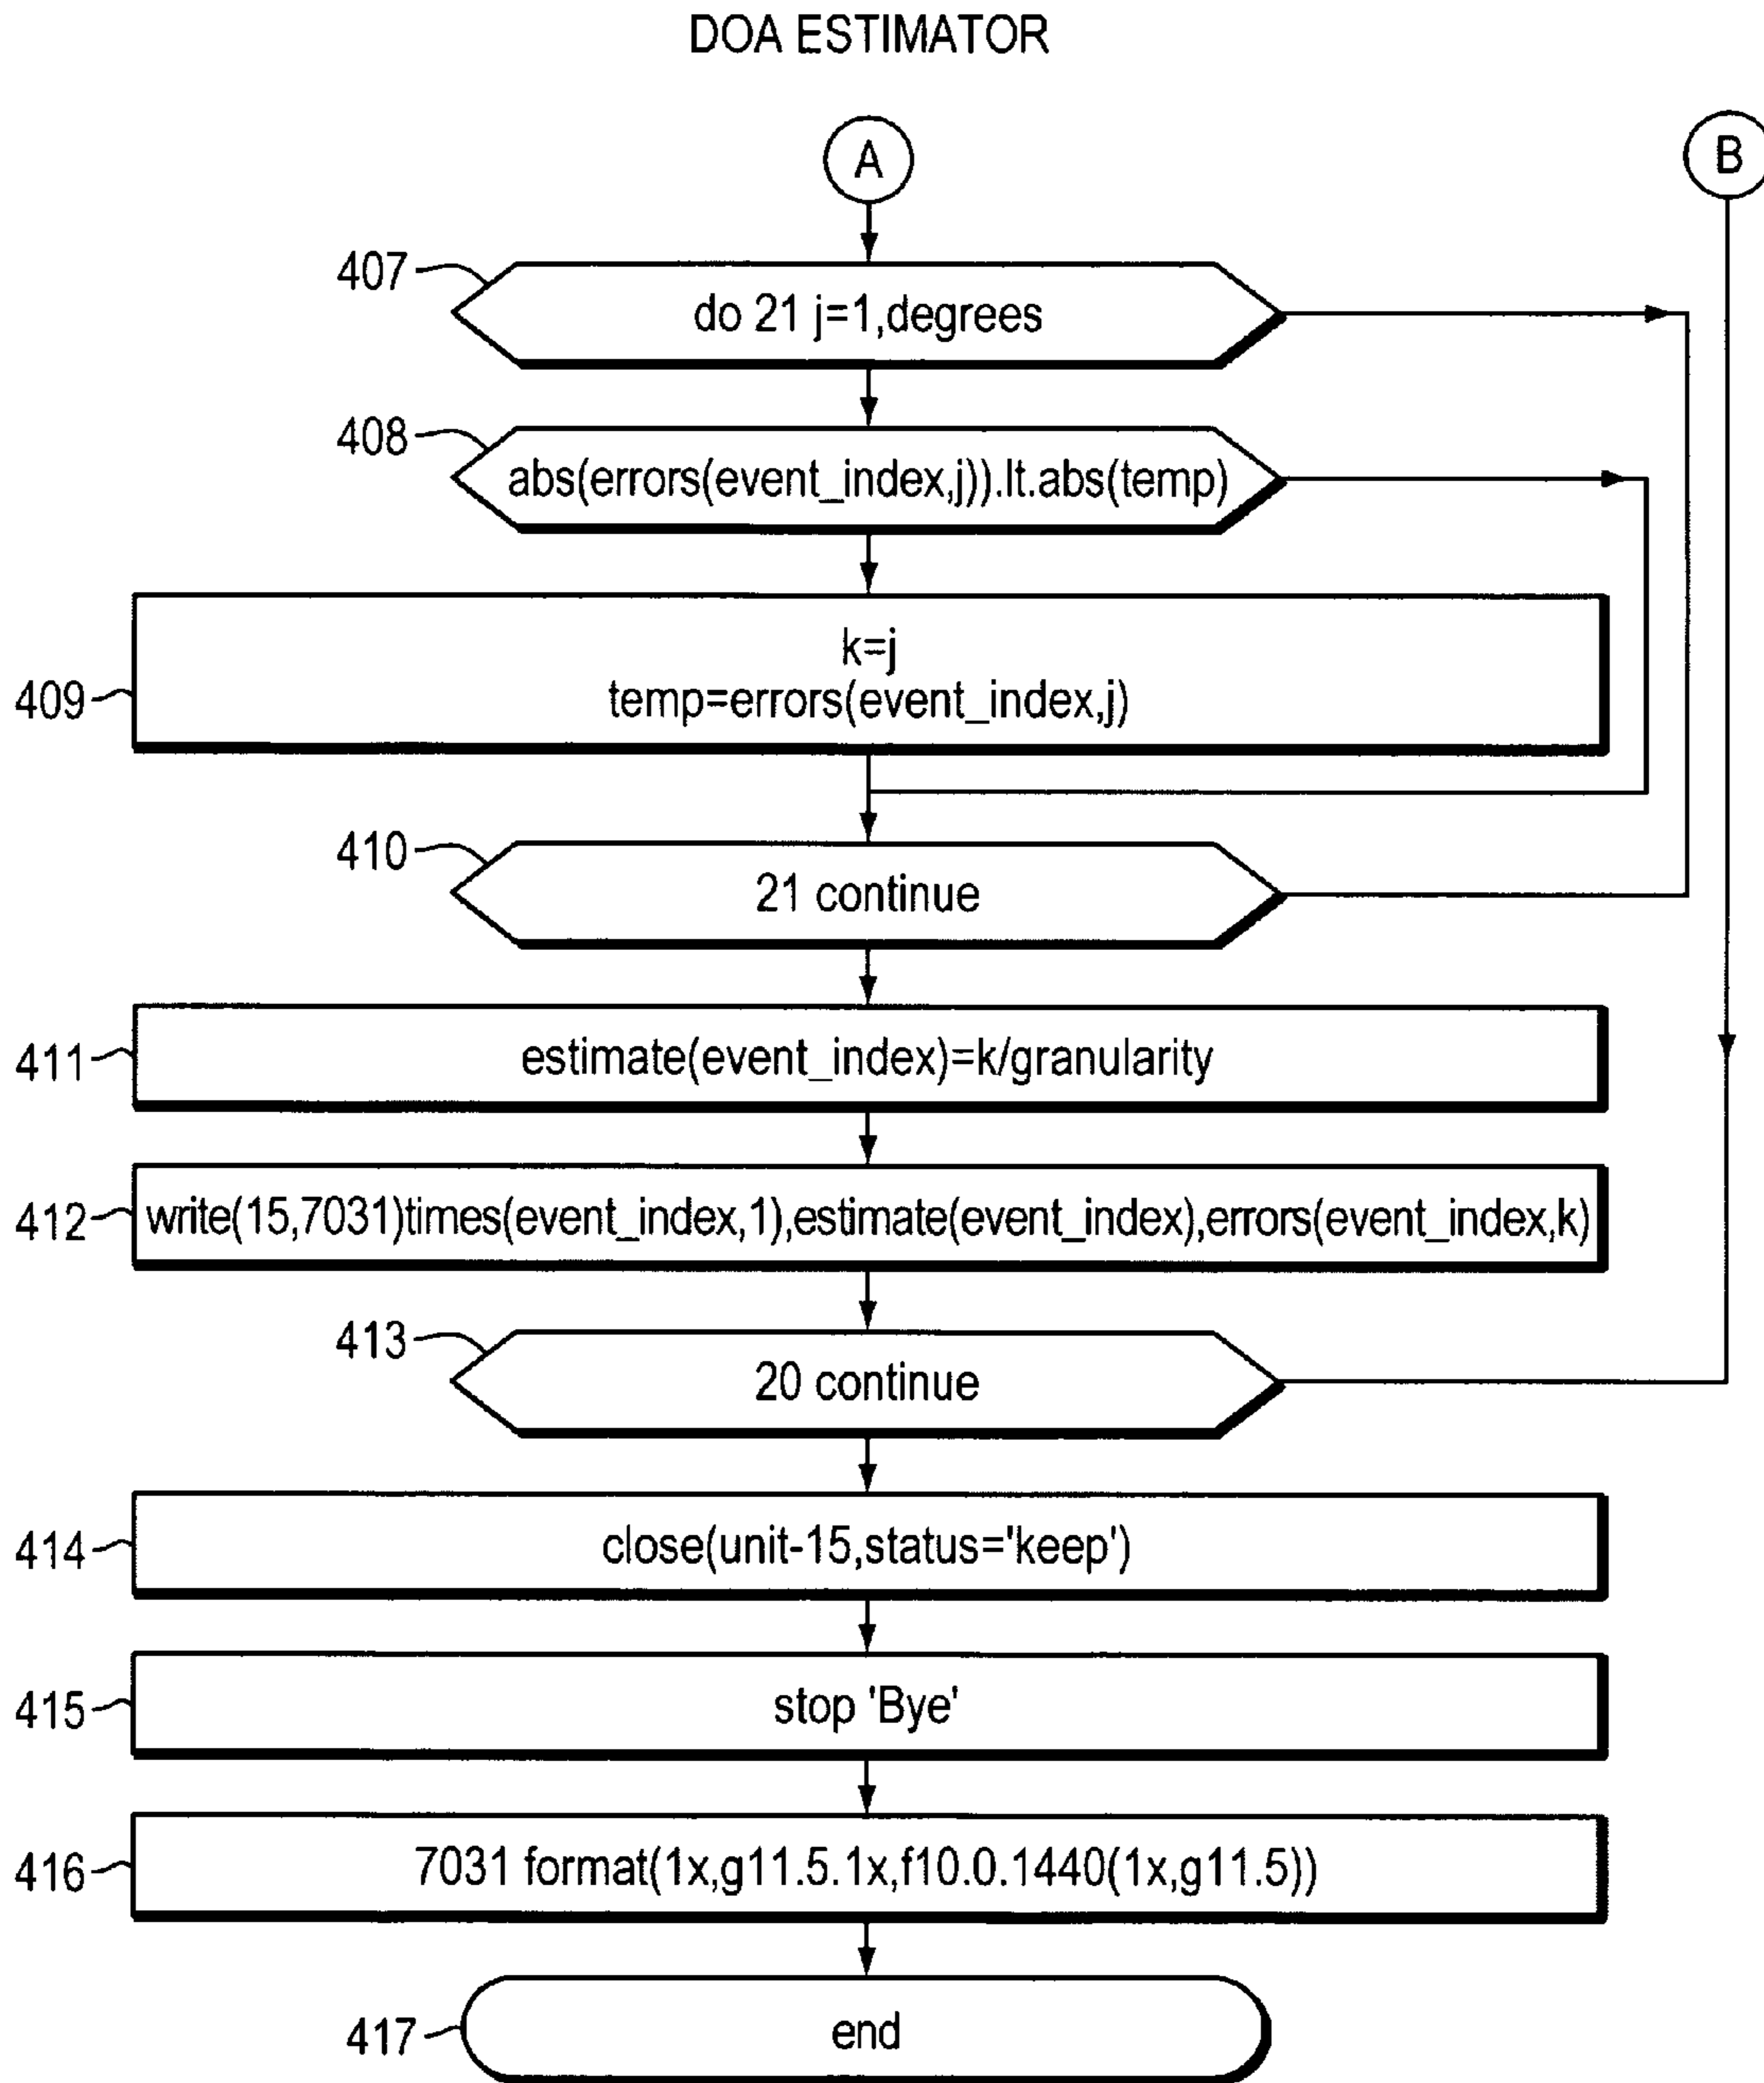 DOA ESTIMATOR
A
B
407
do 21 j=1,degrees
408
abs(errors(event_index,j)).lt.abs(temp)
409
k=j
temp=errors(event_index,j)
410
21 continue
411
estimate(event_index)=k/granularity
412
write(15,7031)times(event_index,1),estimate(event_index),errors(event_index,k)
413
20 continue
414
close(unit-15,status='keep')
415
stop 'Bye'
416
7031 format(1x,g11.5.1x,f10.0.1440(1x,g11.5))
417
end